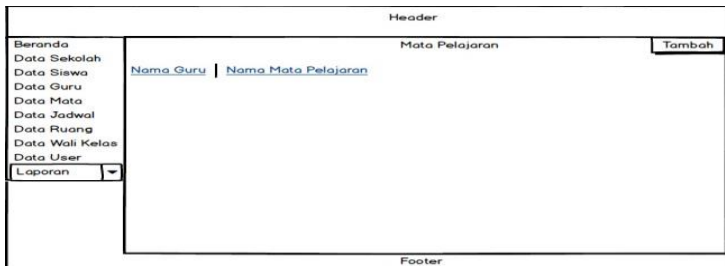 Header
Beranda
Data Sekolah
Data Siswa
Data Guru
Data Mata
Data Jadwal
Data Ruang
Data Wali Kelas
Data User
Laporan
Mata Pelajaran
Tambah
Nama Guru Nama Mata Pelajaran
Footer